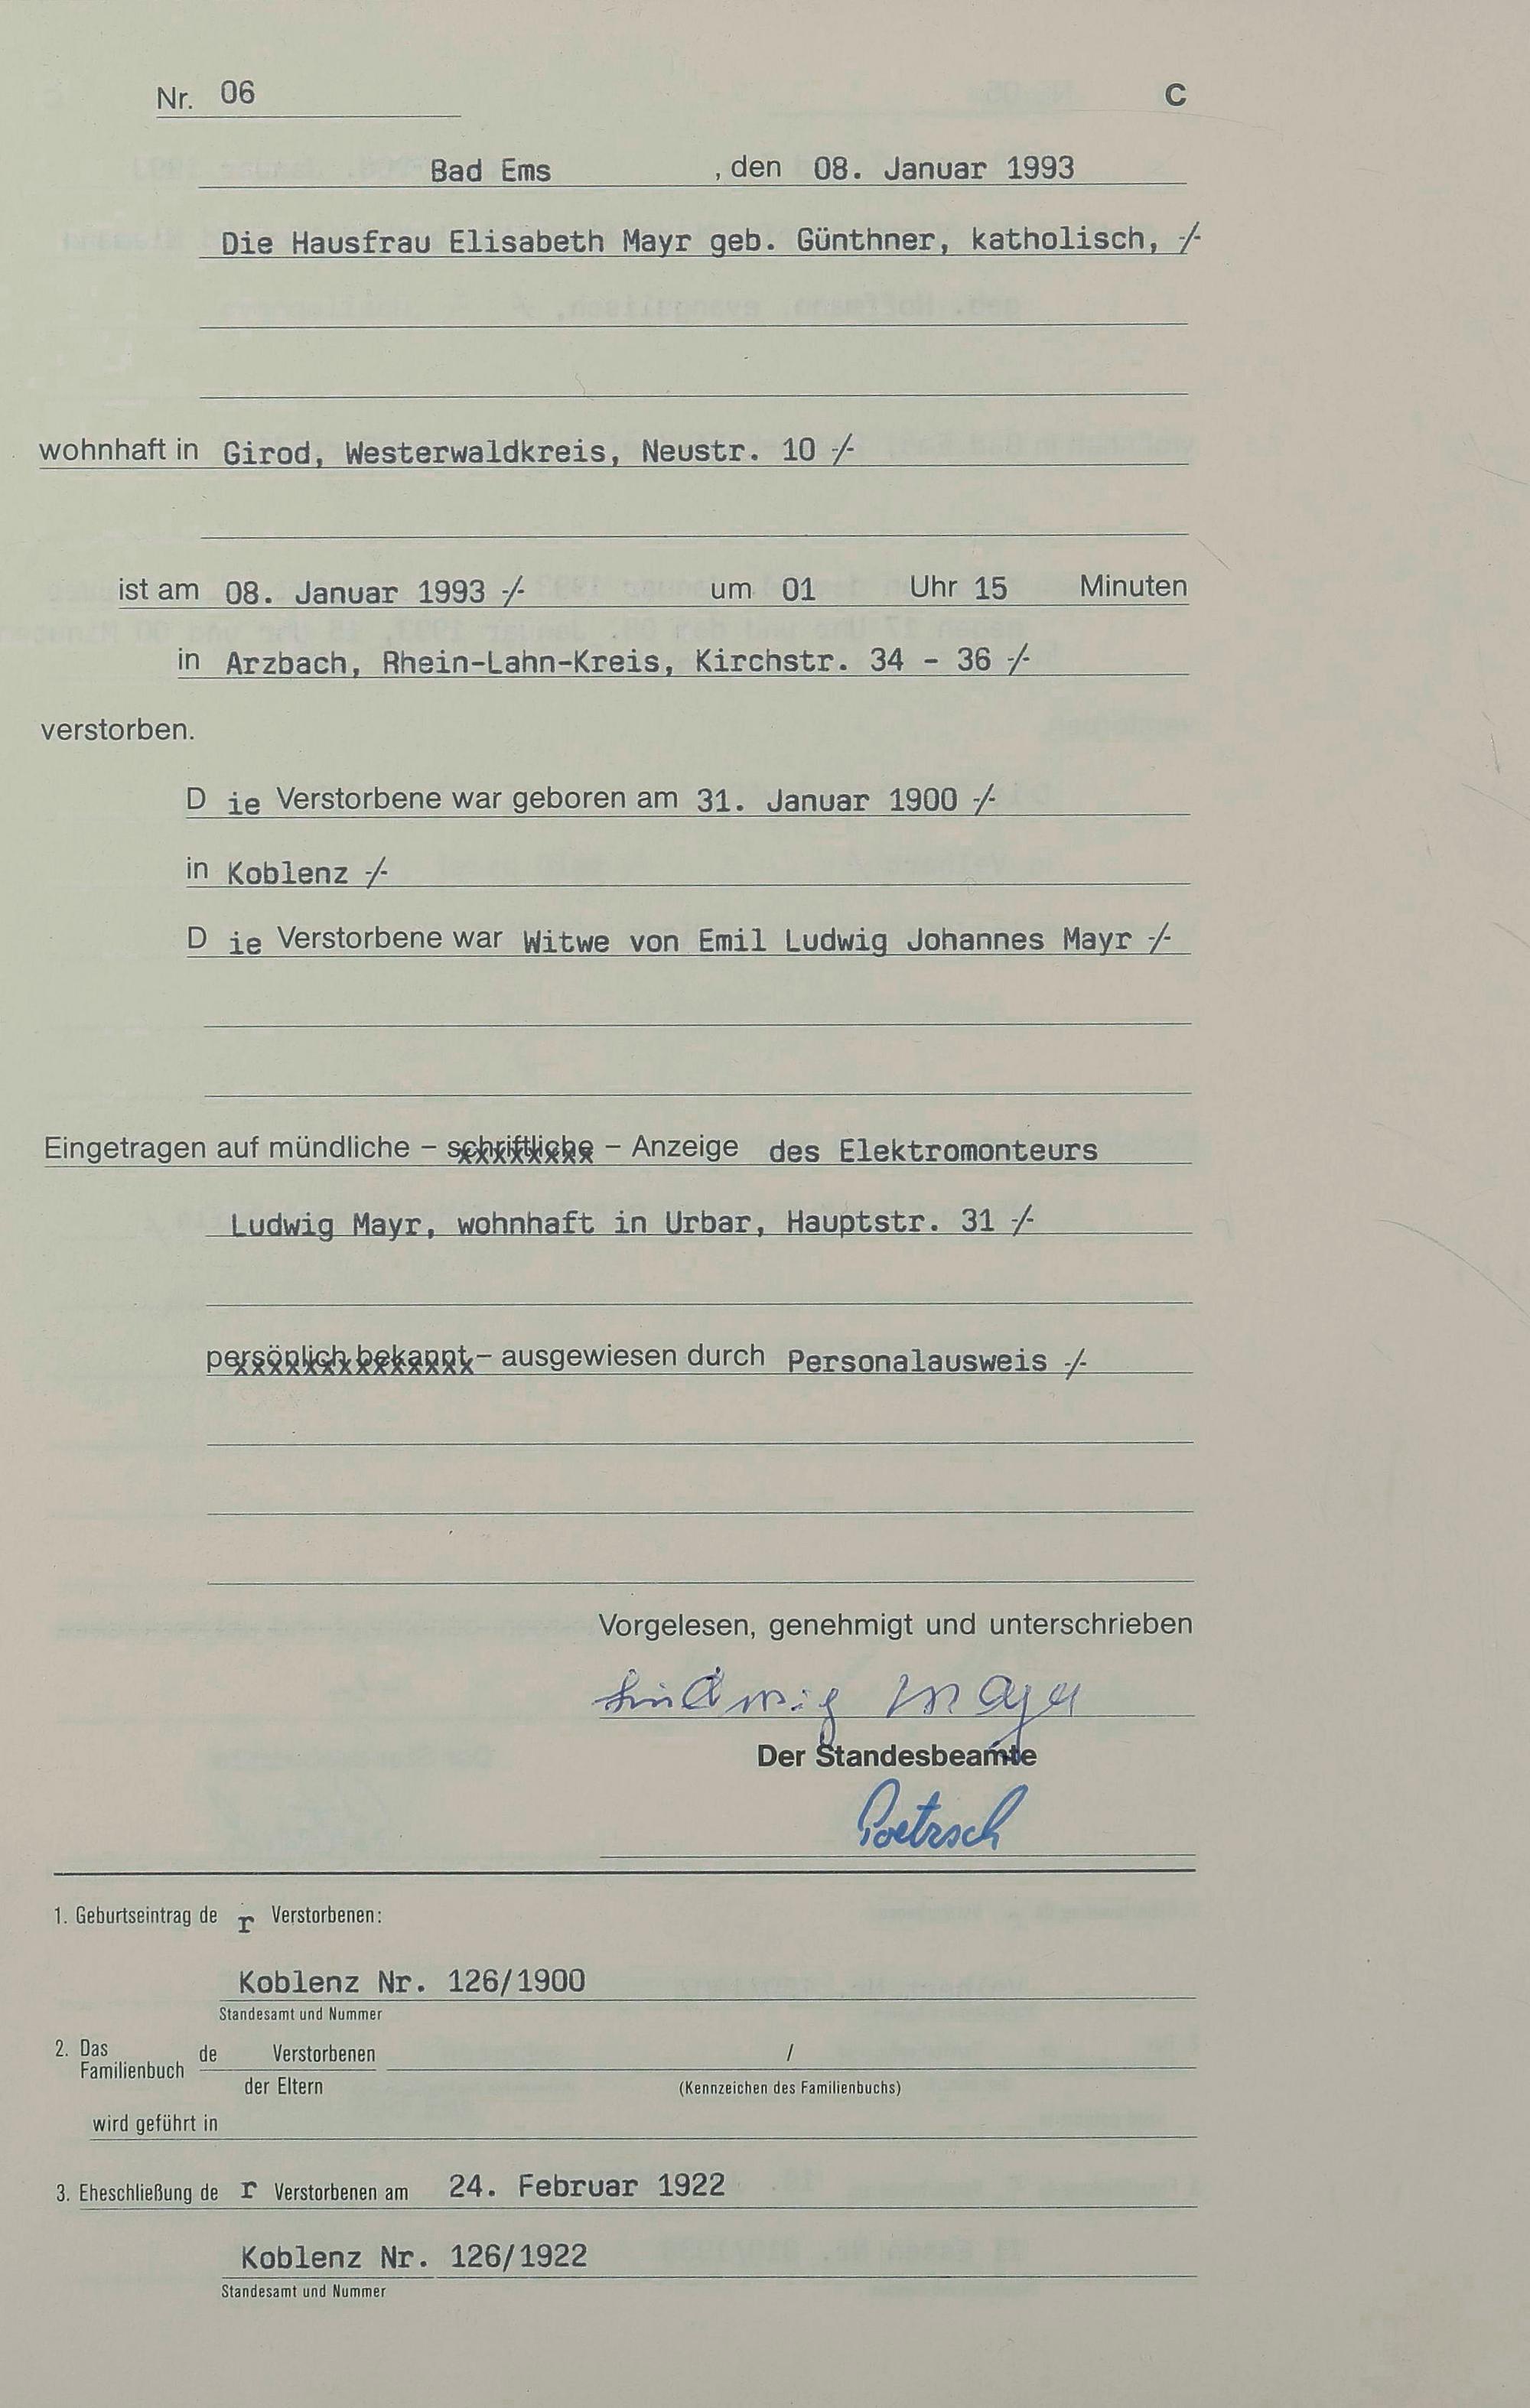 Nr. 06 C
Bad Ems , den 08. Januar 1993
Die Hausfrau Elisabeth Mayr geb. Günthner, katholisch, -/-
wohnhaft in Girod, Westerwaldkreis, Neustr. 10 -/-
ist am 08. Januar 1993 -/- um 01 Uhr 15 Minuten
in Arzbach, Rhein-Lahn-Kreis, Kirchstr. 34 - 36 -/-
verstorben.
D ie Verstorbene war geboren am 31. Januar 1900 -/-
in Koblenz -/-
D ie Verstorbene war Witwe von Emil Ludwig Johannes Mayr -/-
Eingetragen auf mündliche – schriftliche – Anzeige des Elektromonteurs
Ludwig Mayr, wohnhaft in Urbar, Hauptstr. 31 -/-
persönlich bekannt – ausgewiesen durch Personalausweis -/-
Vorgelesen, genehmigt und unterschrieben
Ludwig Mayr
Der Standesbeamte
Poetzsch
1. Geburtseintrag de r Verstorbenen:
Koblenz Nr. 126/1900
Standesamt und Nummer
2. Das Familienbuch de Verstorbenen /
der Eltern (Kennzeichen des Familienbuchs)
wird geführt in
3. Eheschließung de r Verstorbenen am 24. Februar 1922
Koblenz Nr. 126/1922
Standesamt und Nummer